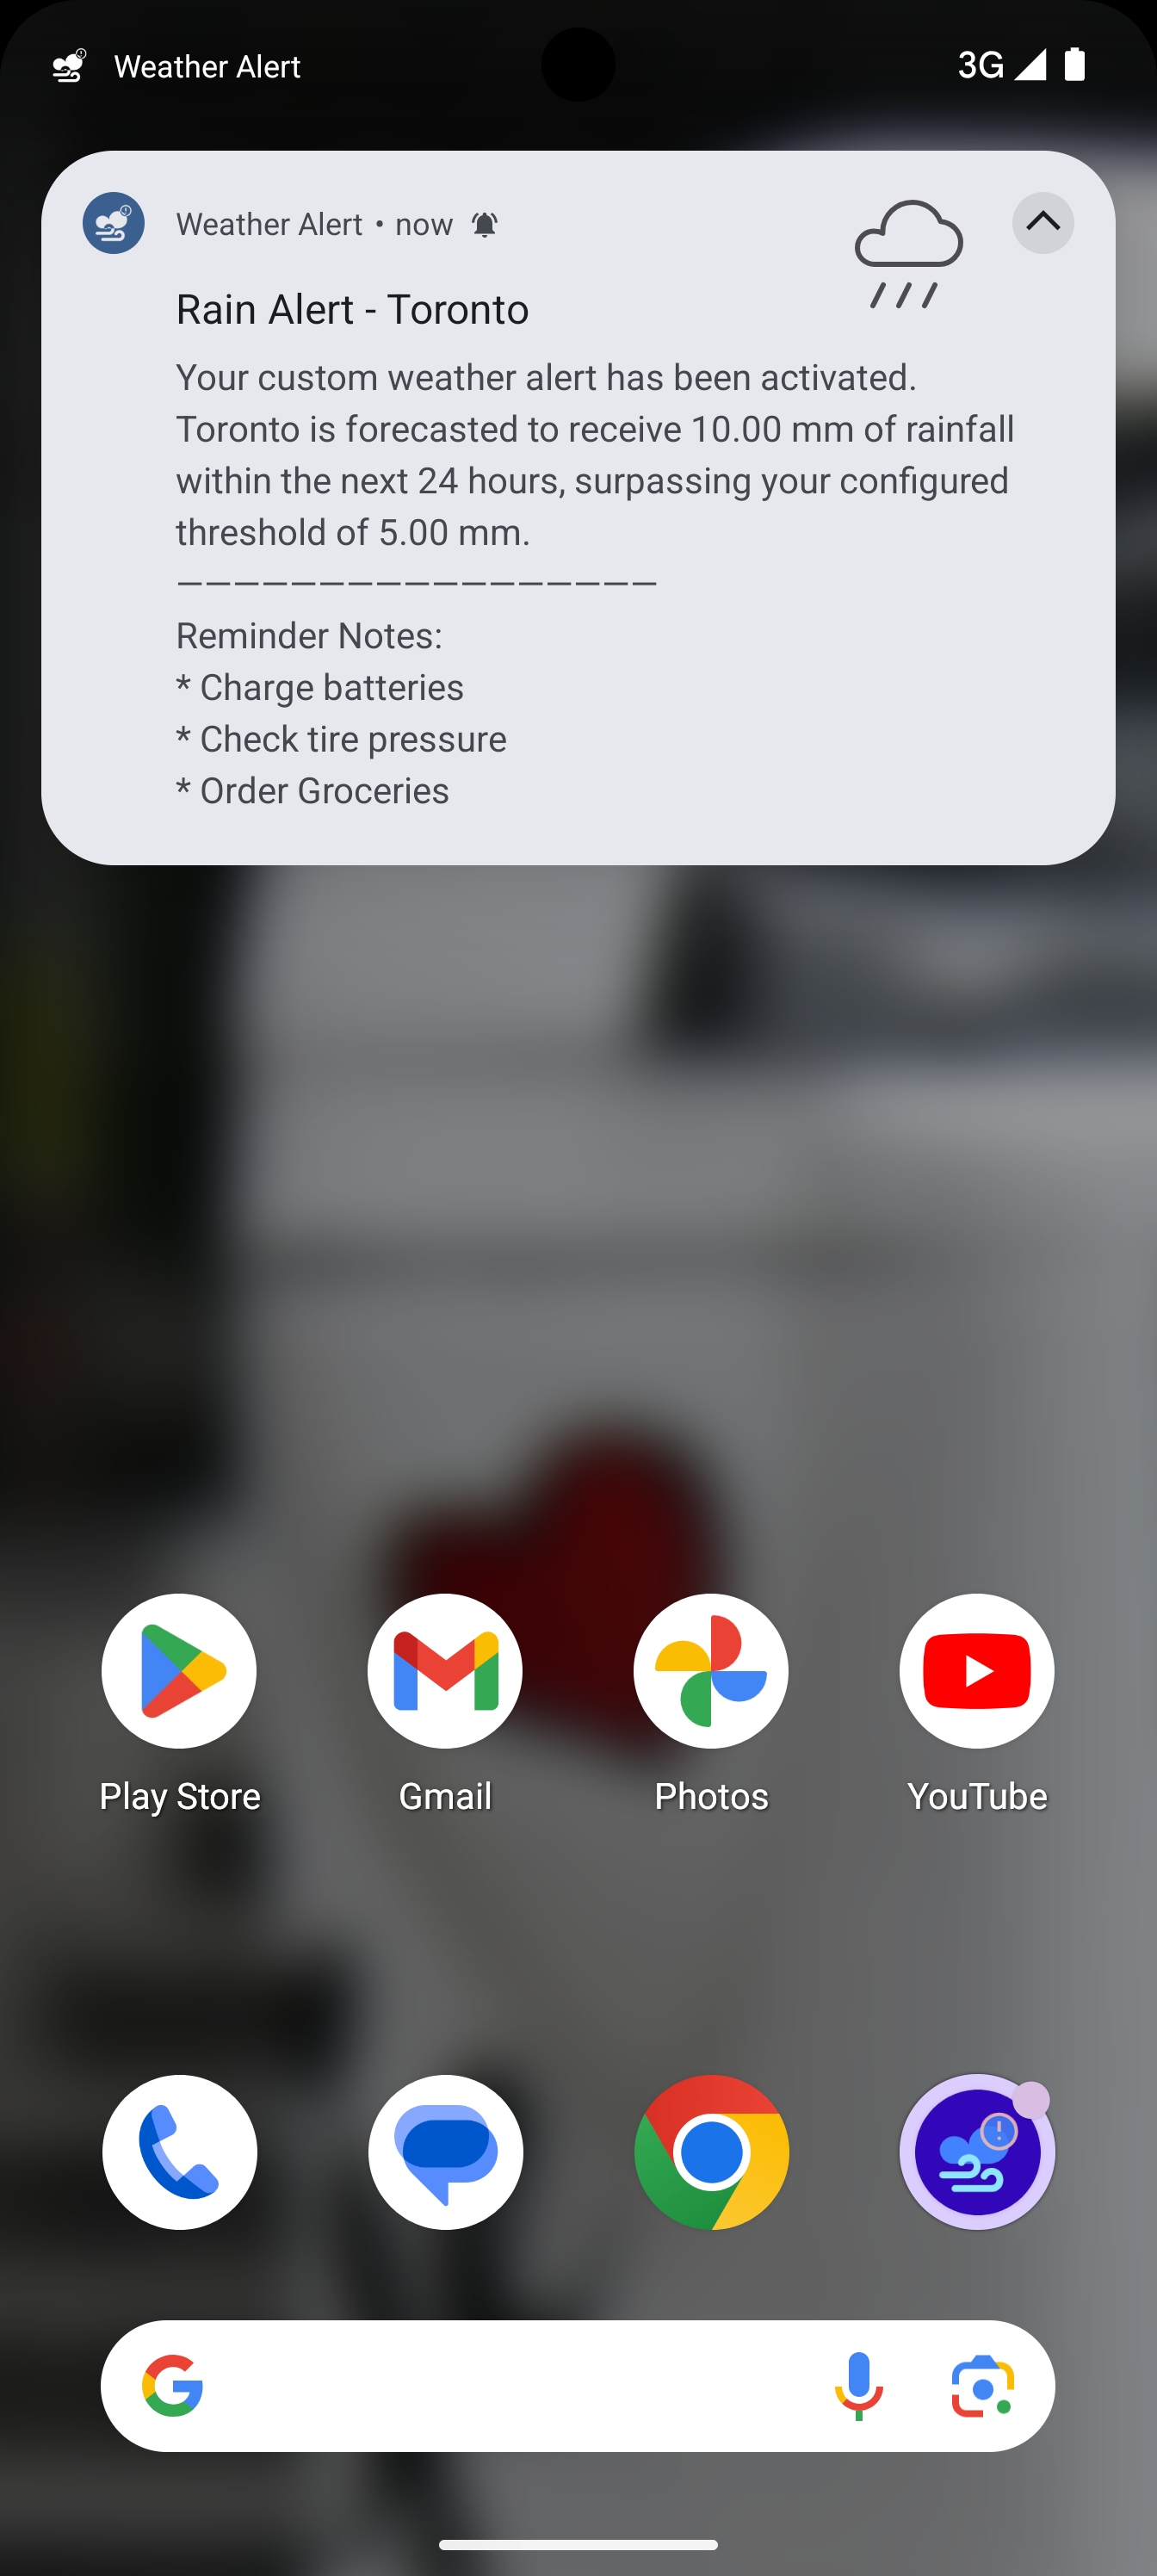 Weather Alert
3G
Weather Alert • now
Rain Alert - Toronto
Your custom weather alert has been activated.
Toronto is forecasted to receive 10.00 mm of rainfall
within the next 24 hours, surpassing your configured
threshold of 5.00 mm.
—————————————————
Reminder Notes:
* Charge batteries
* Check tire pressure
* Order Groceries
Play Store
Gmail
Photos
YouTube